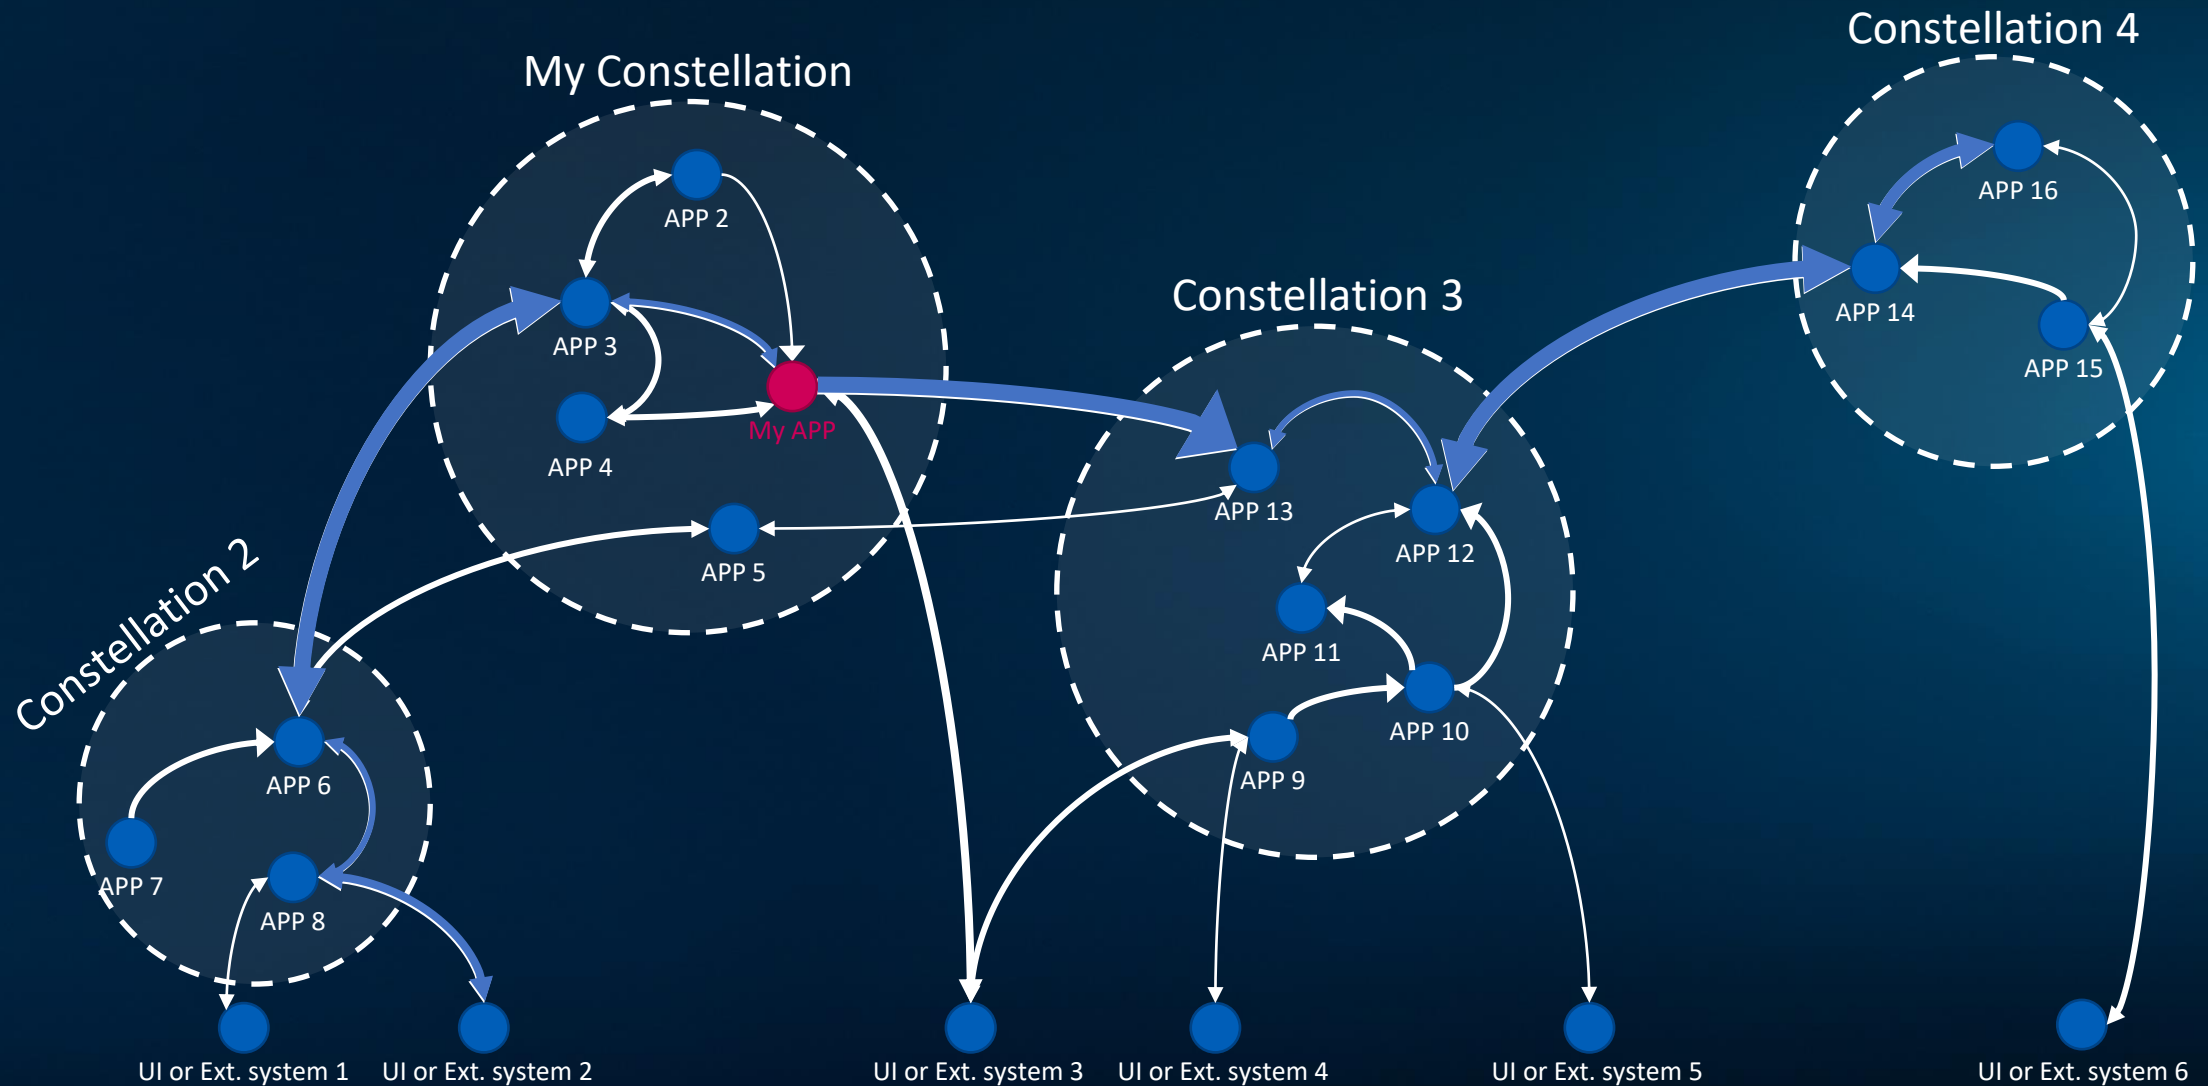 Constellation 4
My Constellation
APP 16
APP 2
Constellation 3
APP 14
APP 3
APP 15
My APP
APP 4
APP 13
APP 12
APP 5
Constellation 2
APP 11
APP 10
APP 9
APP 6
APP 7
APP 8
UI or Ext. system 1
UI or Ext. system 2
UI or Ext. system 3
UI or Ext. system 4
UI or Ext. system 5
UI or Ext. system 6